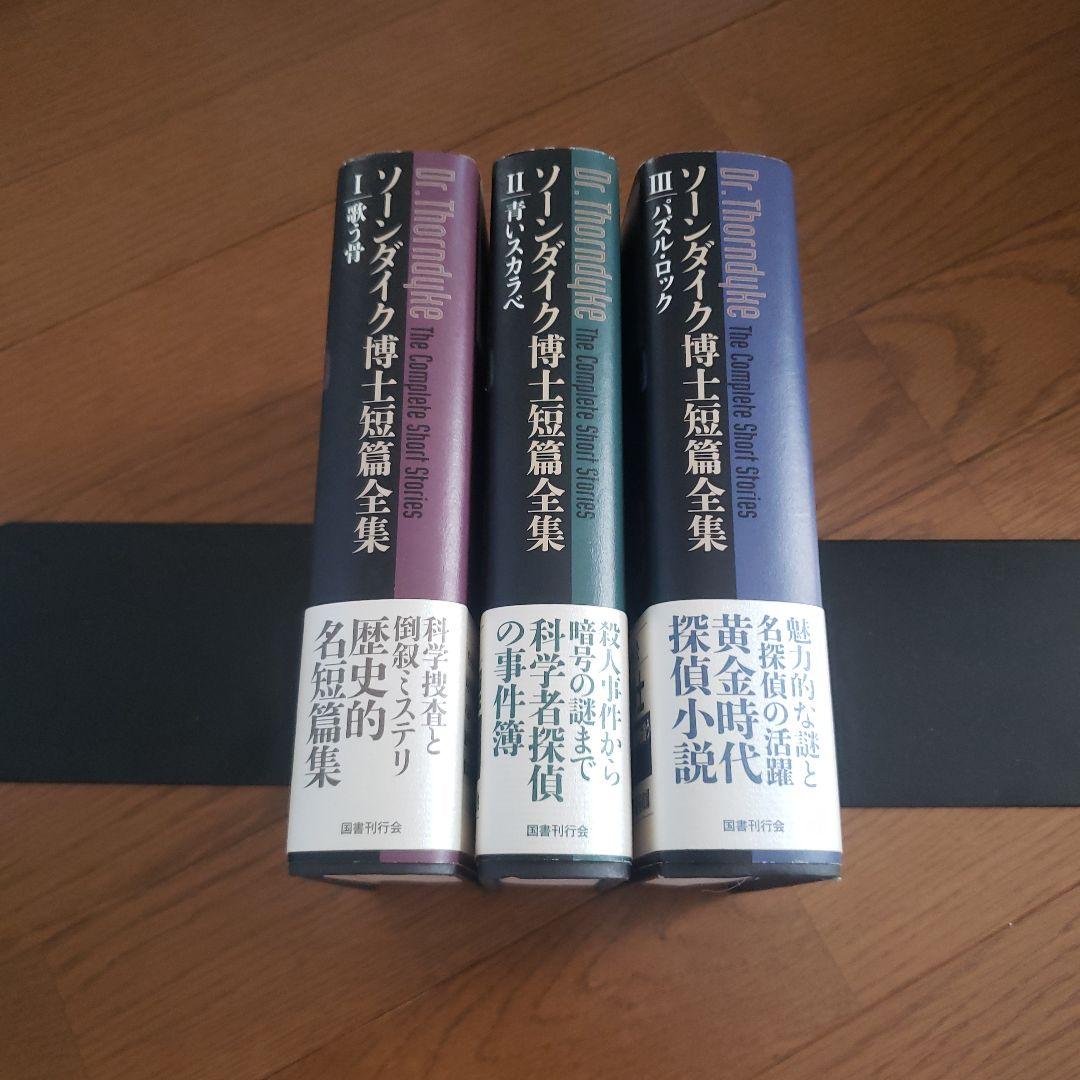 Dr. Thorndyke The Complete Short Stories
ソーンダイク博士短篇全集
I 歌う骨
科学捜査と
倒叙ミステリ
歴史的
名短篇集
国書刊行会
Dr. Thorndyke The Complete Short Stories
ソーンダイク博士短篇全集
II 青いスカラベ
殺人事件から
暗号の謎まで
科学者探偵
の事件簿
国書刊行会
Dr. Thorndyke The Complete Short Stories
ソーンダイク博士短篇全集
III パズル・ロック
魅力的な謎と
名探偵の活躍
黄金時代
探偵小説
国書刊行会